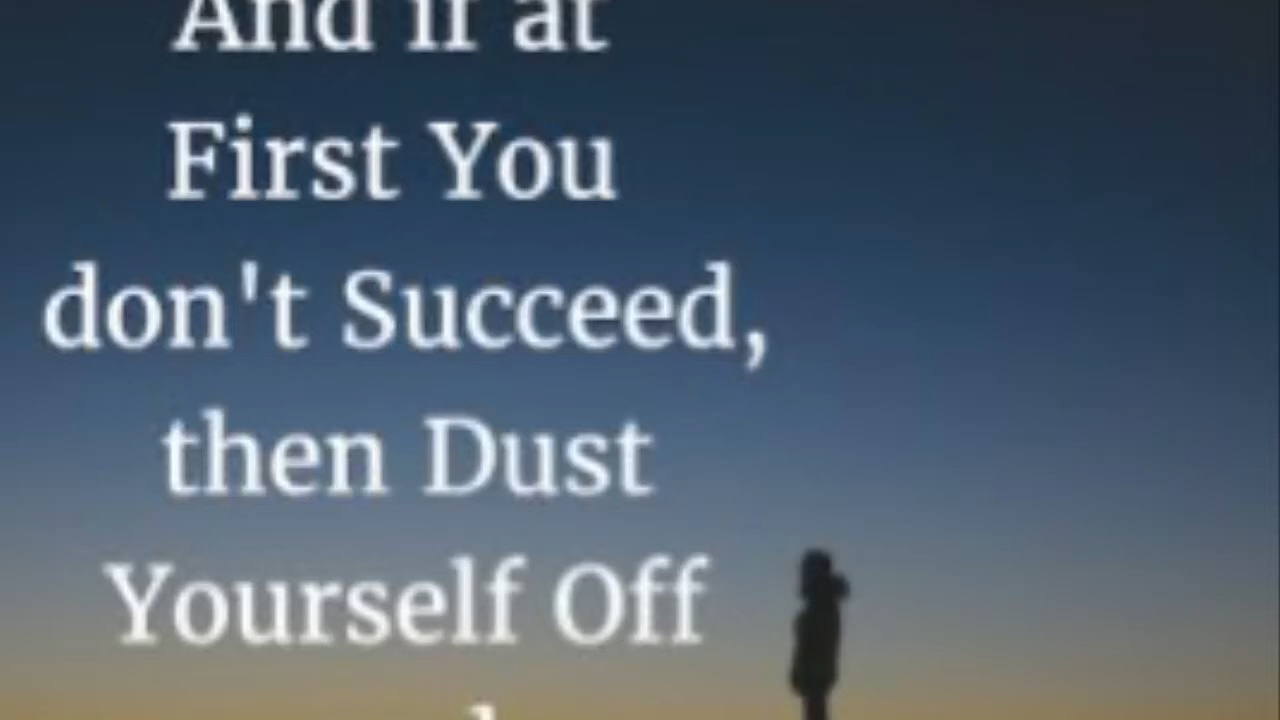 And if at
First You
don't Succeed,
then Dust
Yourself Off